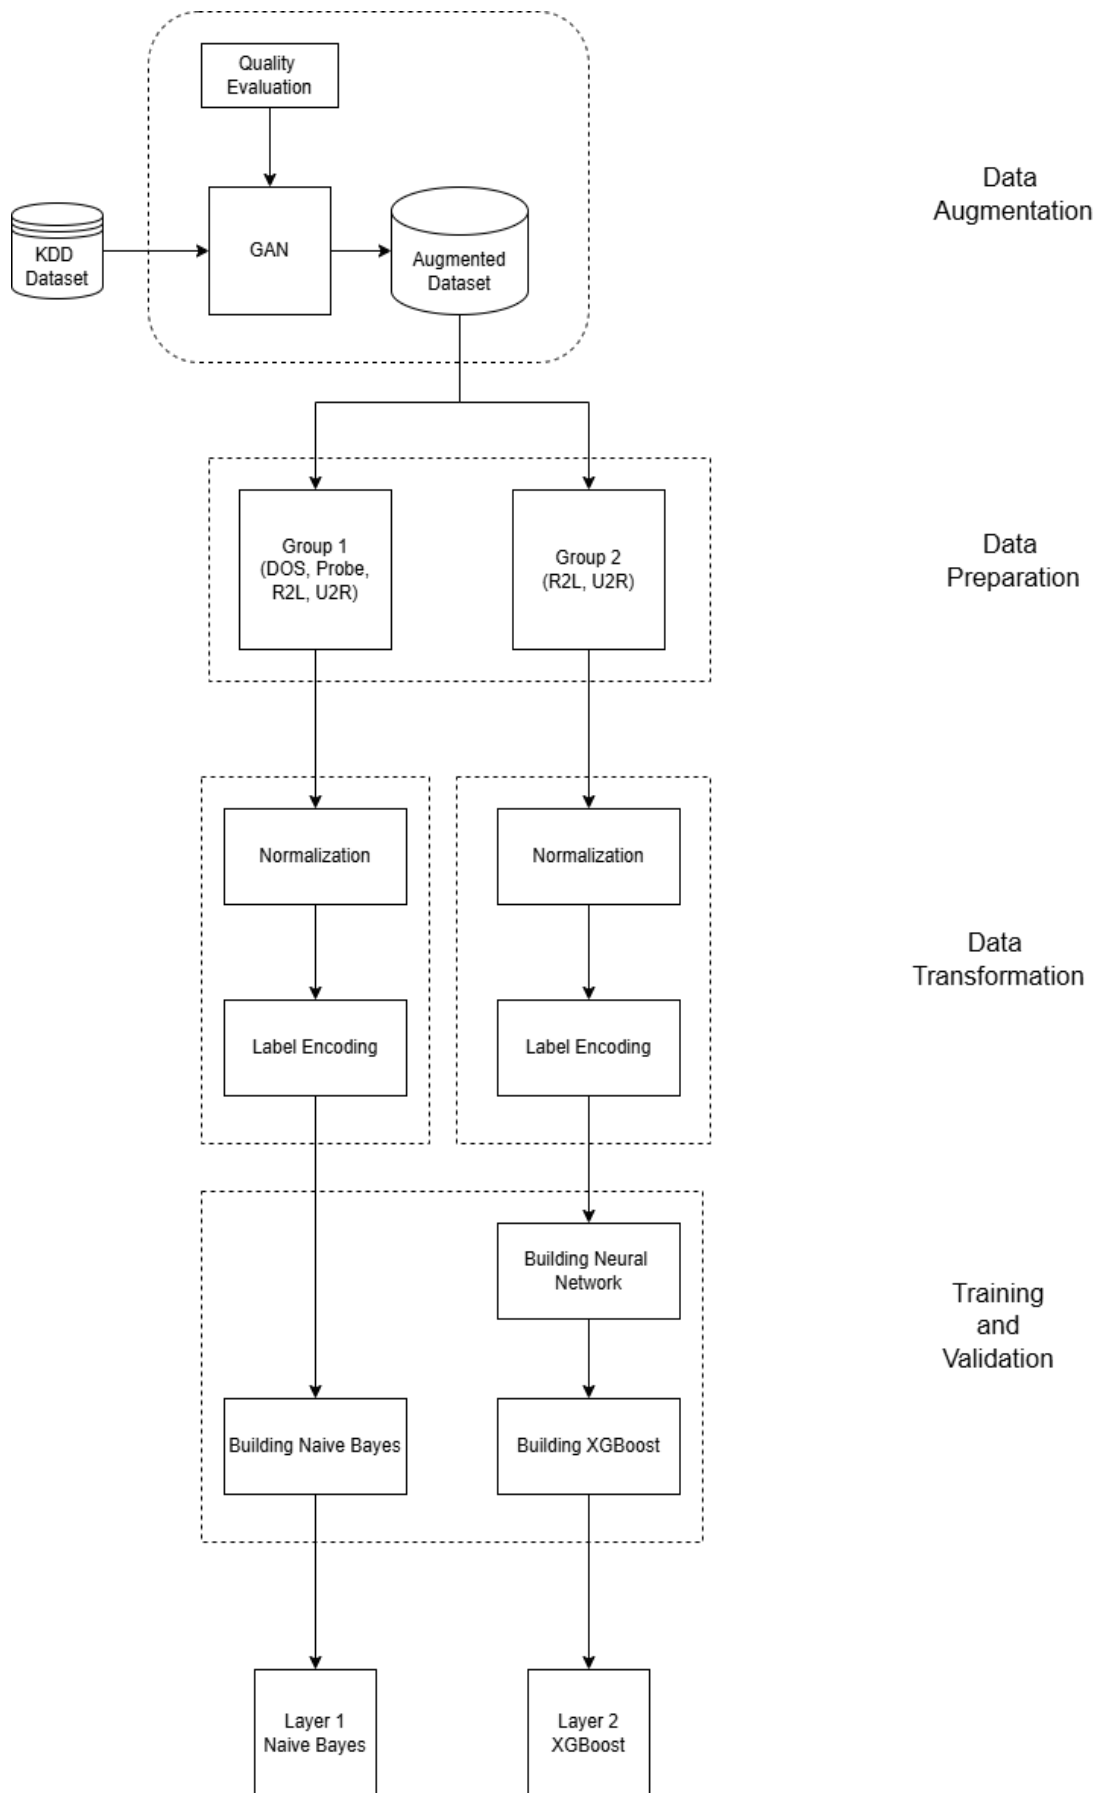 Quality
Evaluation
Data
Augmentation
KDD
Dataset
GAN
Augmented
Dataset
Group 1
(DOS, Probe,
R2L, U2R)
Group 2
(R2L, U2R)
Data
Preparation
Normalization
Normalization
Data
Transformation
Label Encoding
Label Encoding
Building Neural
Network
Training
and
Validation
Building Naive Bayes
Building XGBoost
Layer 1
Naive Bayes
Layer 2
XGBoost